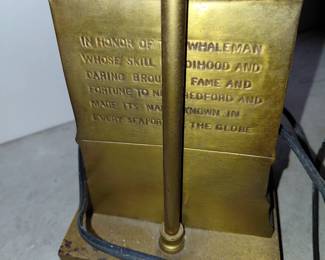 IN HONOR OF WHALEMAN
WHOSE SKILL AND
DARING FAME AND
FORTUNE TO AND
MADE ITS KNOWN IN
EVERY THE GLOBE